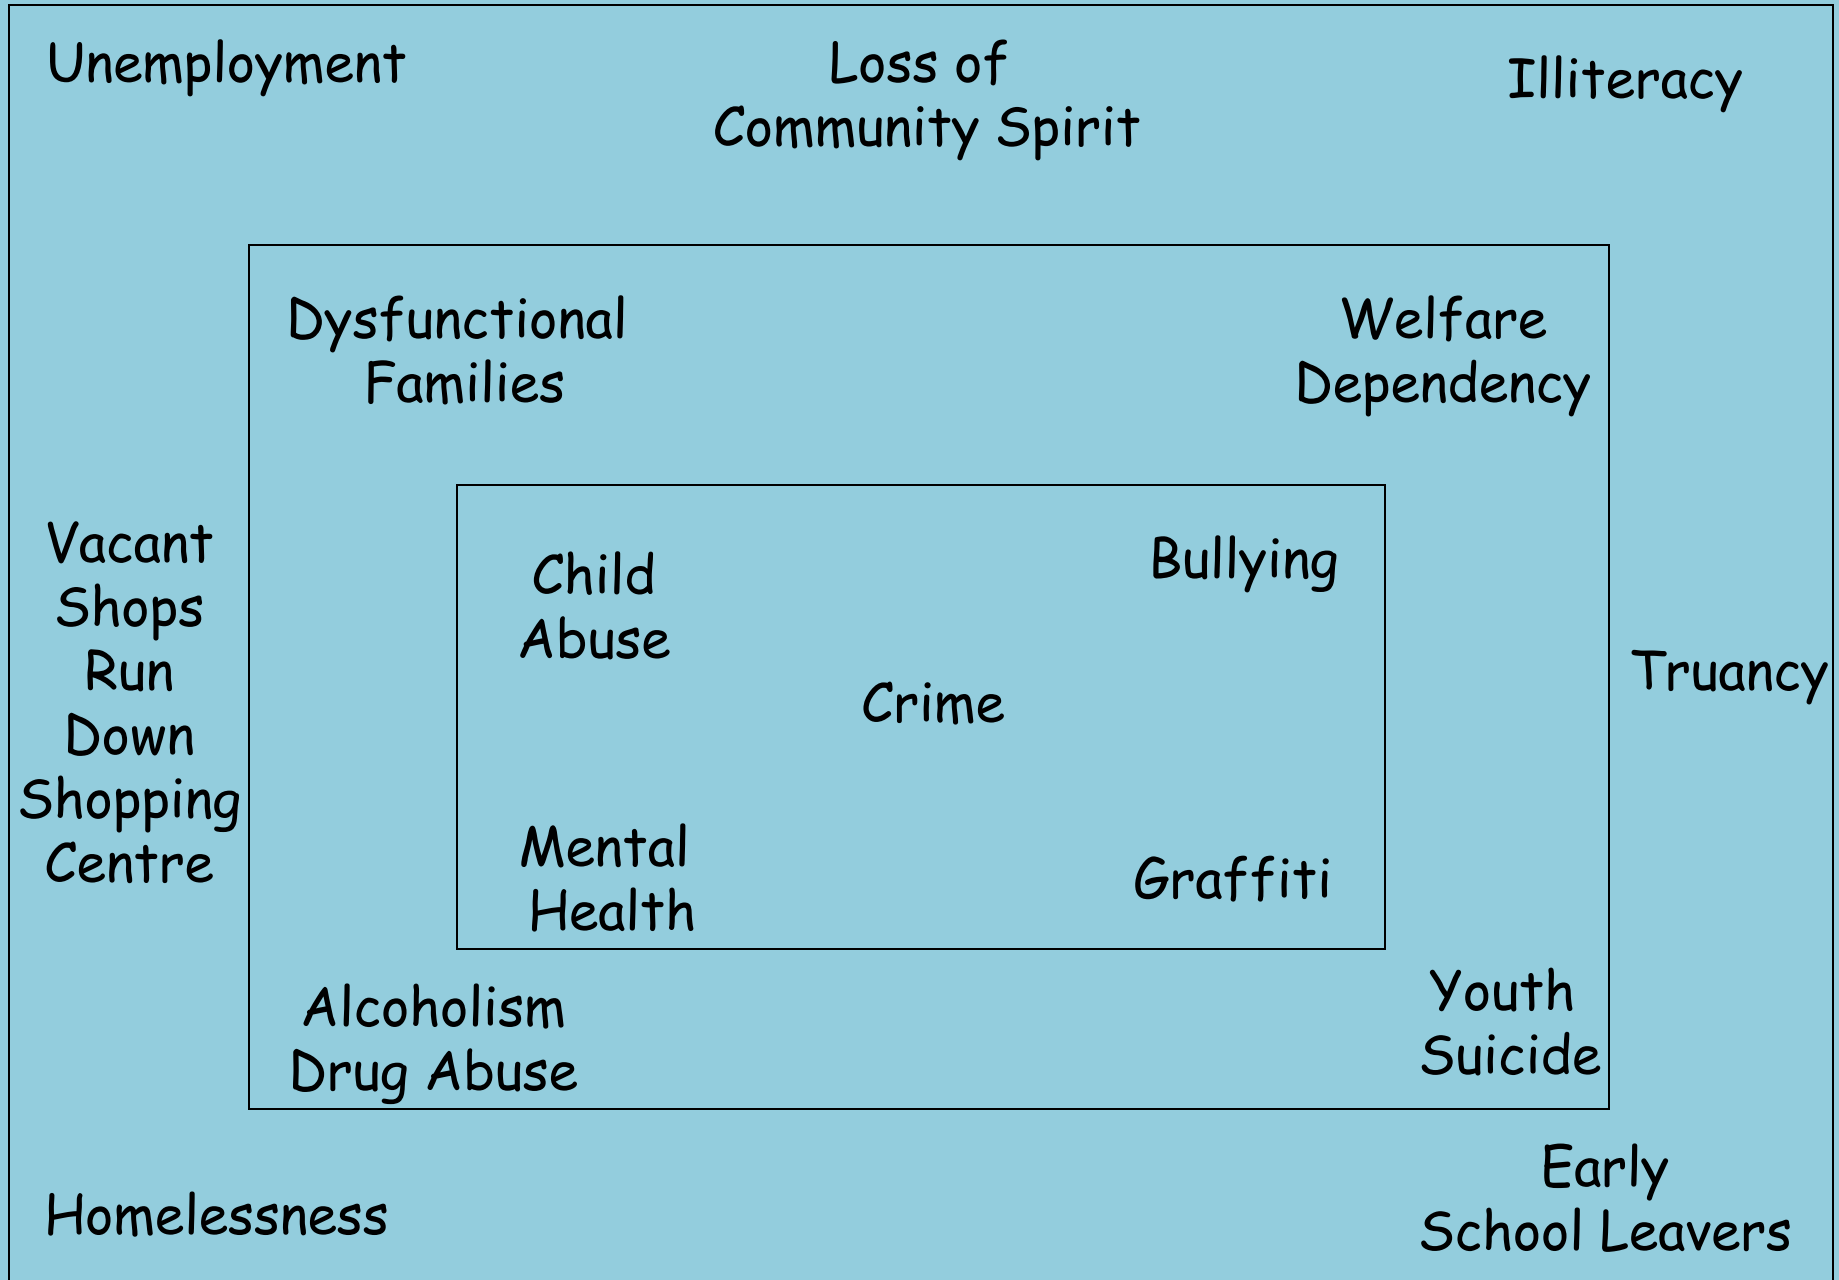 Unemployment
Loss of
Community Spirit
Illiteracy
Dysfunctional
Families
Welfare
Dependency
Vacant
Shops
Run
Down
Shopping
Centre
Child
Abuse
Bullying
Crime
Truancy
Mental
Health
Graffiti
Alcoholism
Drug Abuse
Youth
Suicide
Homelessness
Early
School Leavers